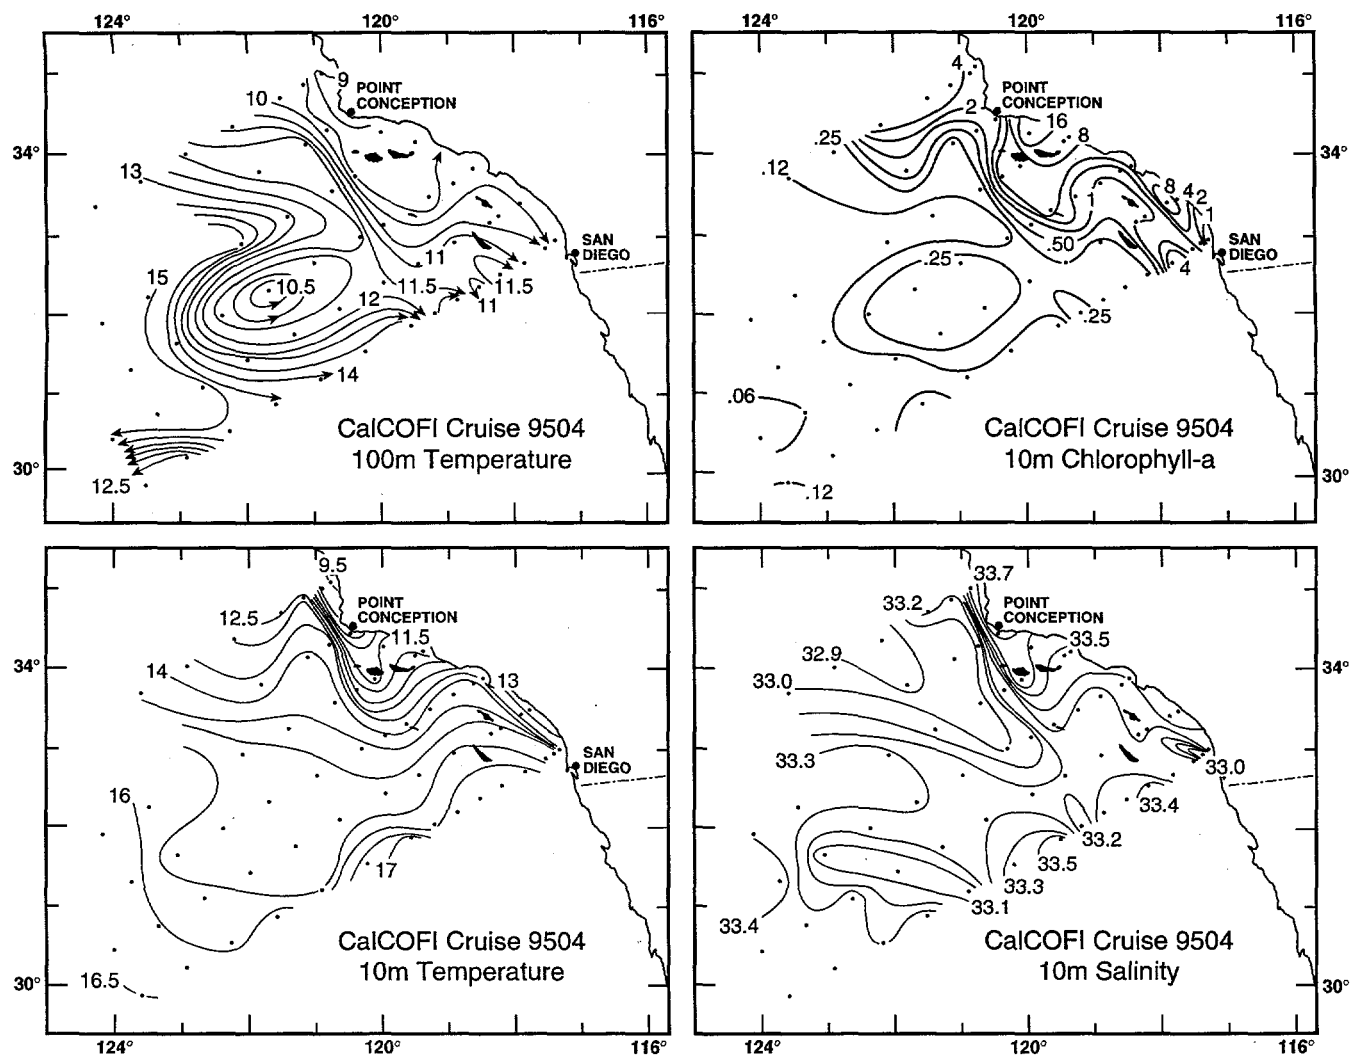 124° 120° 124° 120° 116°
9
POINT
CONCEPTION
10
34°
13
SAN
DIEGO
11
15
10.5
11.5
11.5
12
11
14
CalCOFI Cruise 9504
100m Temperature
30°
12.5
4
POINT
CONCEPTION
2
16
8
.25
34°
.12
8
4
2
1
1
SAN
DIEGO
.50
.25
4
.25
.06
CalCOFI Cruise 9504
10m Chlorophyll-a
30°
.12
9.5
POINT
CONCEPTION
12.5
11.5
34°
14
13
SAN
DIEGO
16
17
CalCOFI Cruise 9504
10m Temperature
30°
16.5
33.7
33.2
POINT
CONCEPTION
33.5
32.9
34°
33.0
33.3
33.0
33.4
33.2
33.5
33.3
33.1
33.4
CalCOFI Cruise 9504
10m Salinity
30°
124° 120° 124° 120° 116°